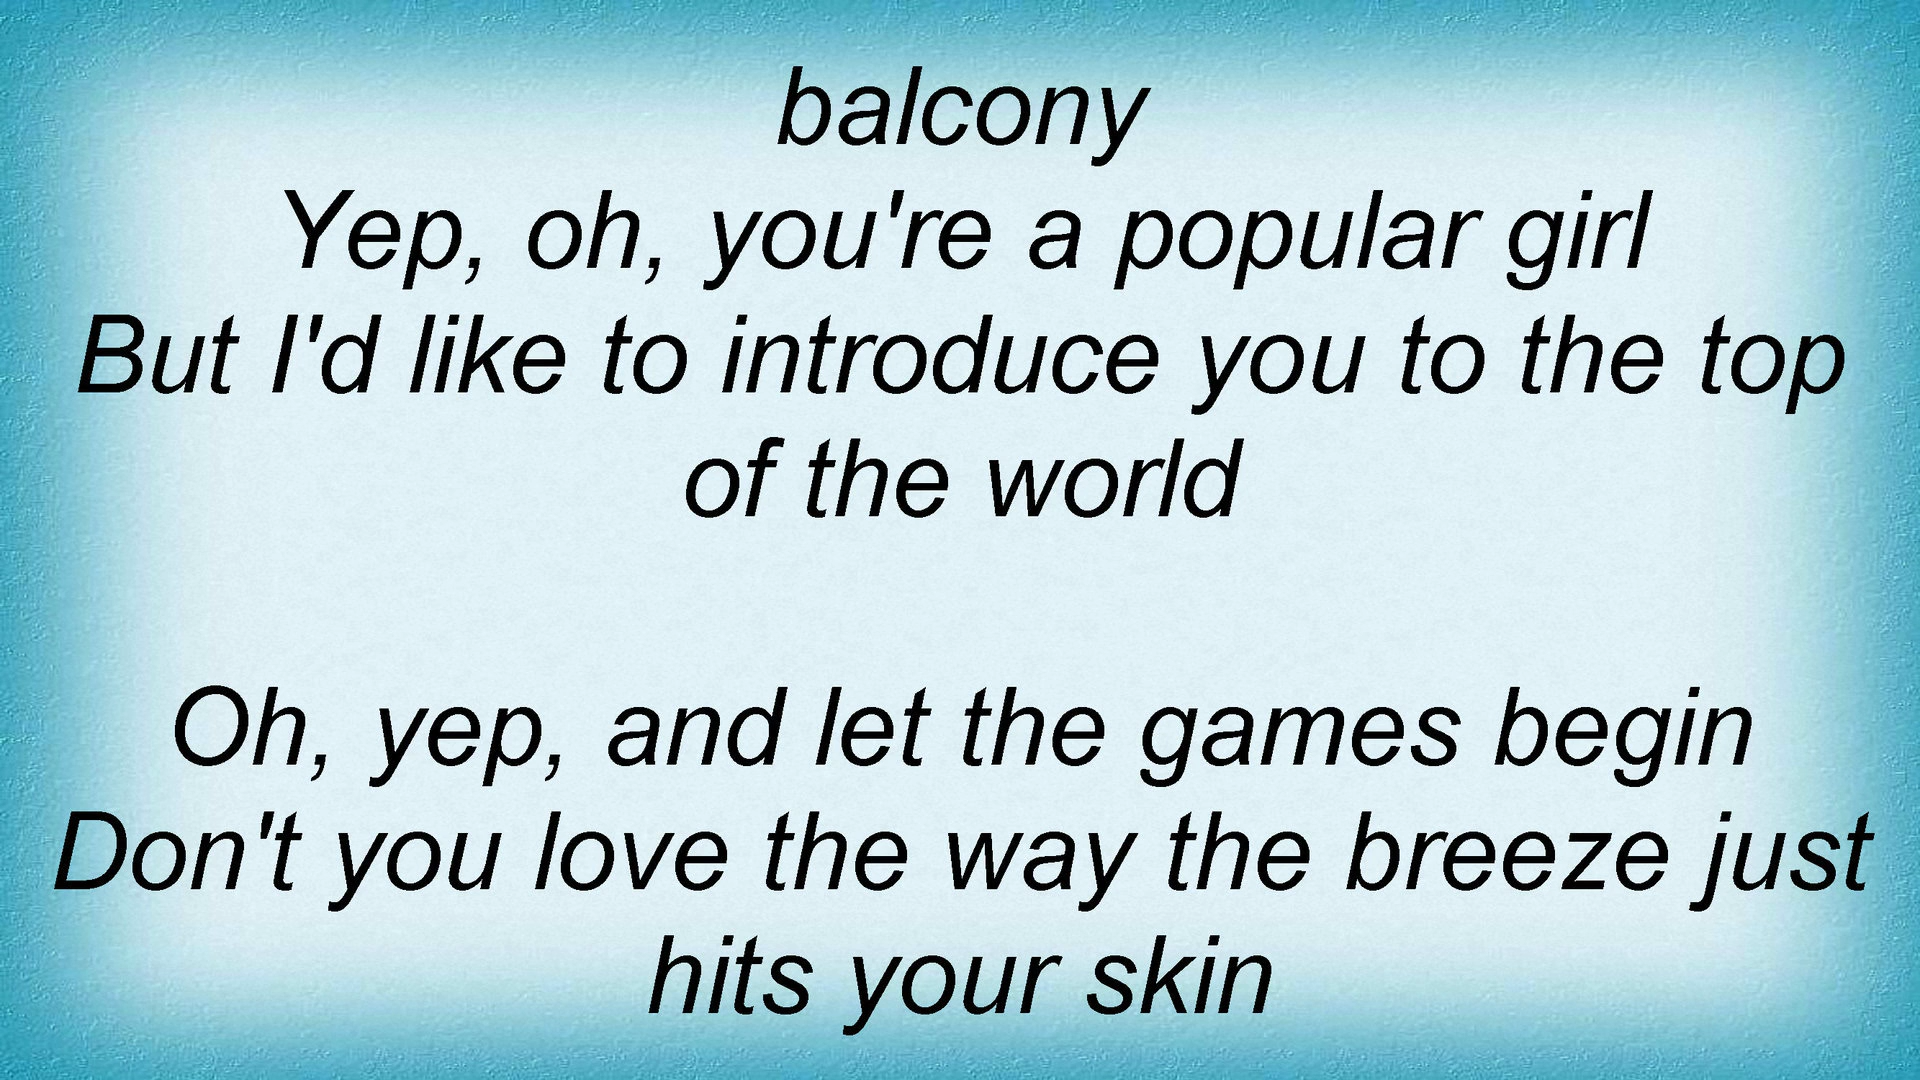 balcony
Yep, oh, you're a popular girl
But I'd like to introduce you to the top
of the world
Oh, yep, and let the games begin
Don't you love the way the breeze just
hits your skin